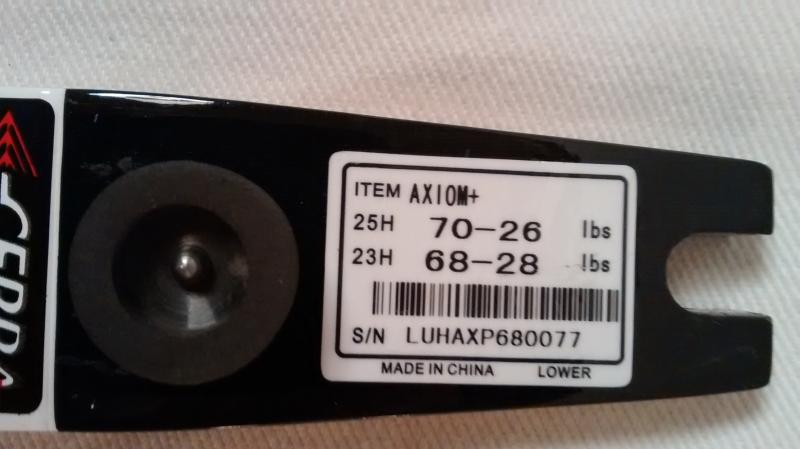 ITEM AXIOM+
25H 70-26 lbs
23H 68-28 lbs
S/N LUHAXP680077
MADE IN CHINA LOWER